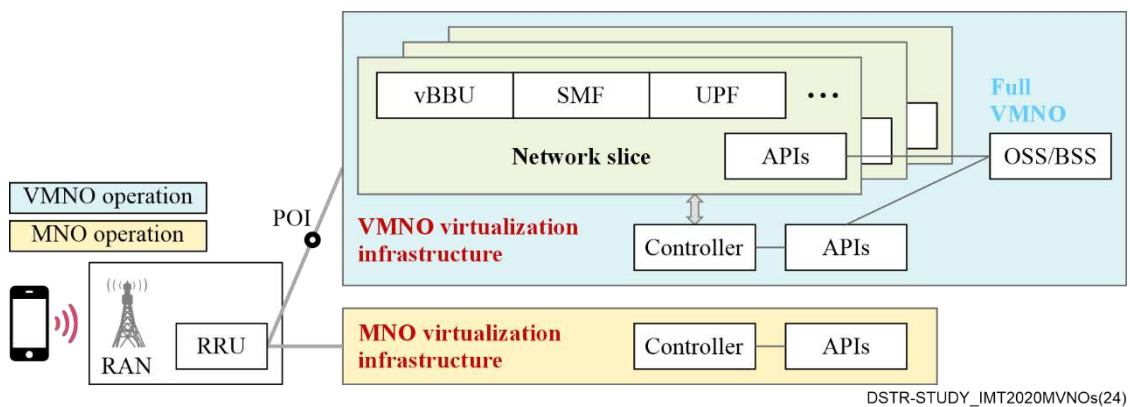 vBBU
SMF
UPF
•••
Network slice
APIs
Full
VMNO
OSS/BSS
VMNO operation
MNO operation
POI
VMNO virtualization
infrastructure
Controller
APIs
RAN
RRU
MNO virtualization
infrastructure
Controller
APIs
DSTR-STUDY_IMT2020MVNOs(24)